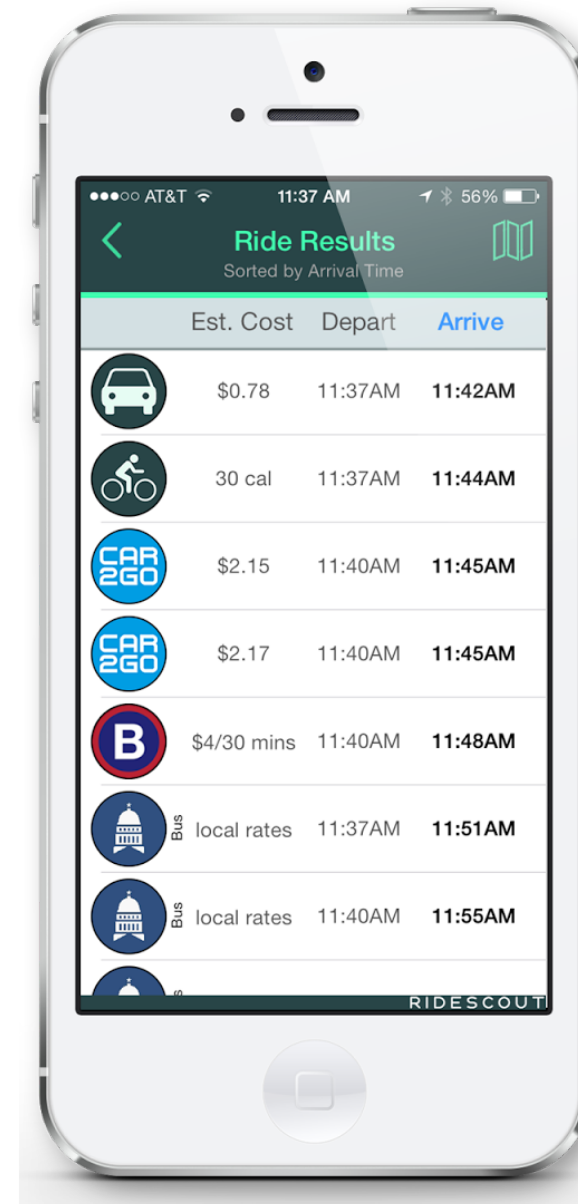 AT&T 11:37 AM 56%
Ride Results
Sorted by Arrival Time
Est. Cost Depart Arrive
$0.78 11:37AM 11:42AM
30 cal 11:37AM 11:44AM
CAR
2GO
$2.15 11:40AM 11:45AM
CAR
2GO
$2.17 11:40AM 11:45AM
B $4/30 mins 11:40AM 11:48AM
Bus local rates 11:37AM 11:51AM
Bus local rates 11:40AM 11:55AM
RIDESCOUT